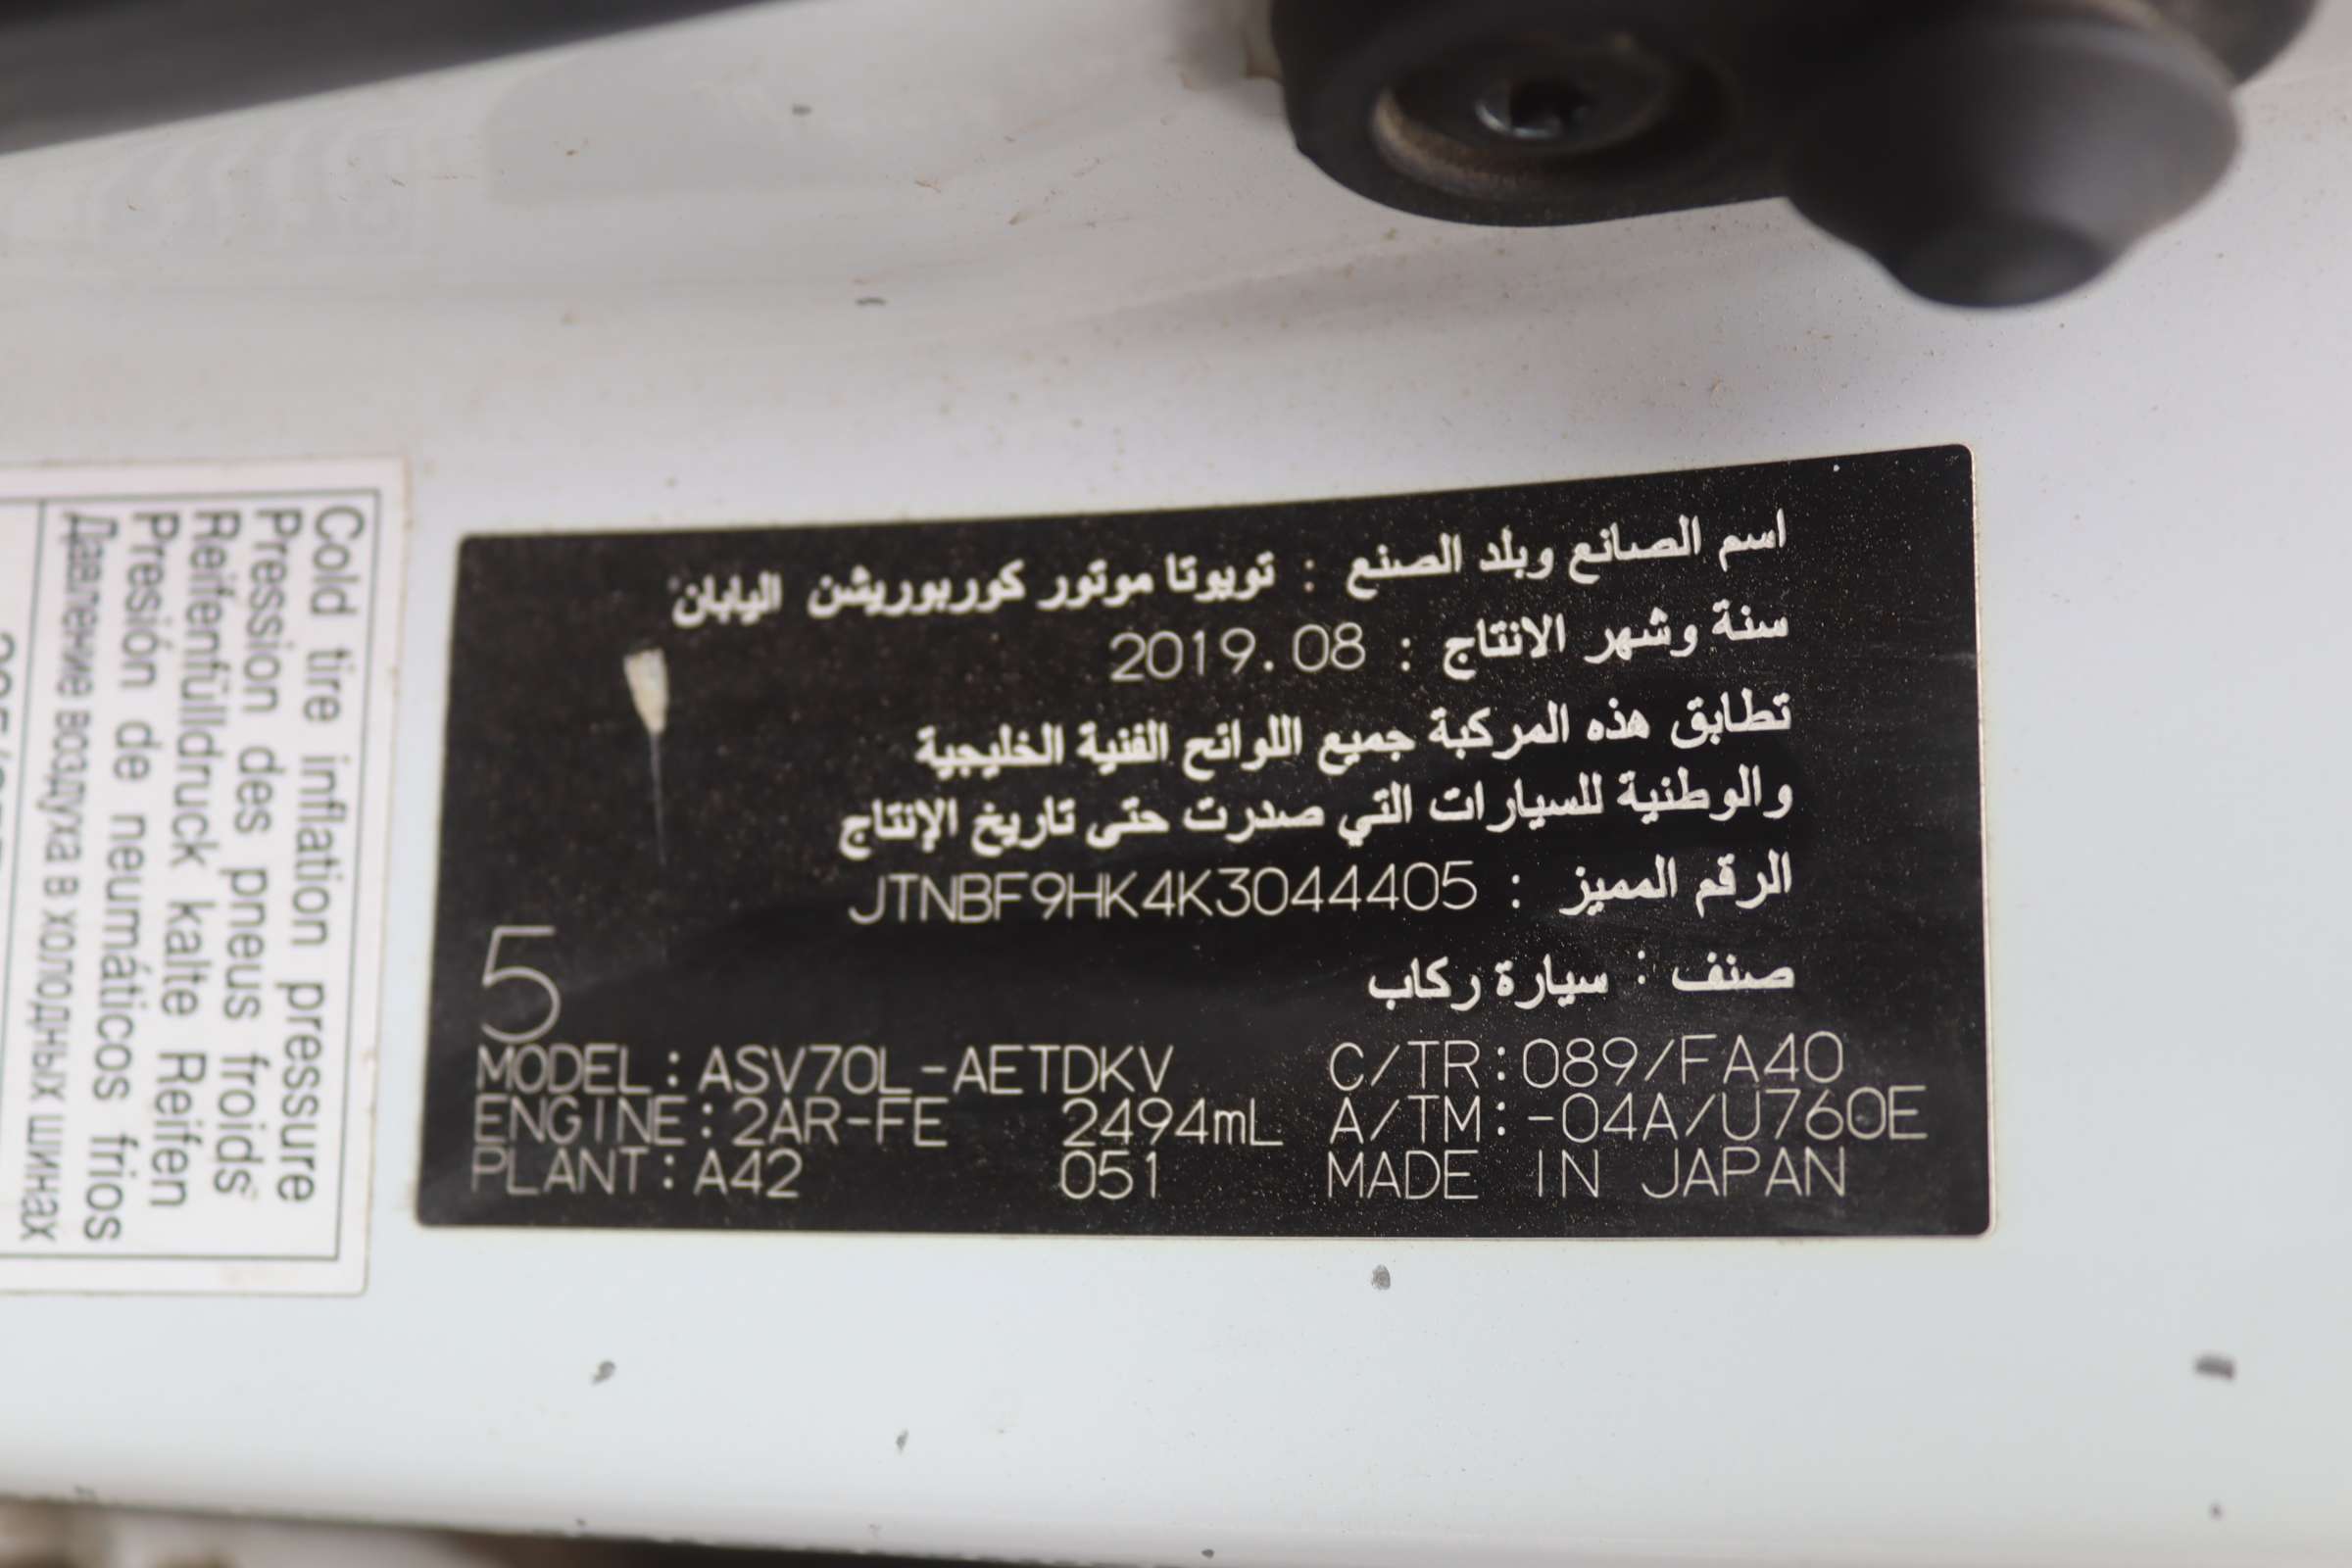 اسم الصانع وبلد الصنع : تويوتا موتور كوربوريشن اليابان
سنة وشهر الانتاج : 2019.08
تطابق هذه المركبة جميع اللوائح الفنية الخليجية
والوطنية للسيارات التي صدرت حتى تاريخ الإنتاج
الرقم المميز : JTNBF9HK4K3044405
صنف : سيارة ركاب
5
MODEL:ASV70L-AETDKV C/TR:089/FA40
ENGINE:2AR-FE 2494mL A/TM:-04A/U760E
PLANT:A42 051 MADE IN JAPAN
Cold tire inflation pressure
Pression des pneus froids
Reifenfülldruck kalte Reifen
Presión de neumáticos frios
Давление воздуха в холодных шинах